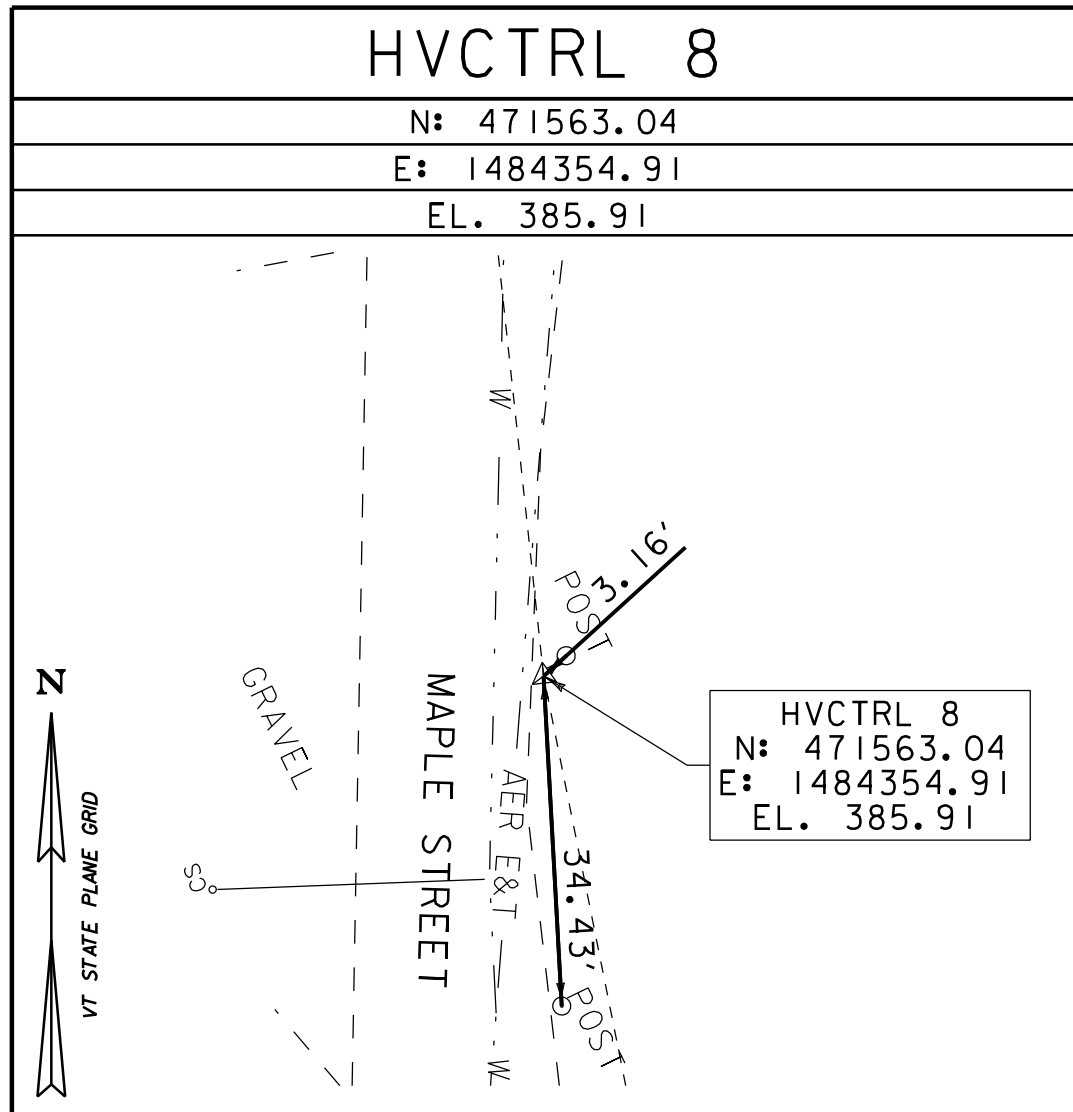 HVCTRL 8
N: 471563.04
E: 1484354.91
EL. 385.91
W
3.16'
POST
N
VT STATE PLANE GRID
GRAVEL
MAPLE STREET
AER E&T
HVCTRL 8
N: 471563.04
E: 1484354.91
EL. 385.91
CS
34.43'
POST
W